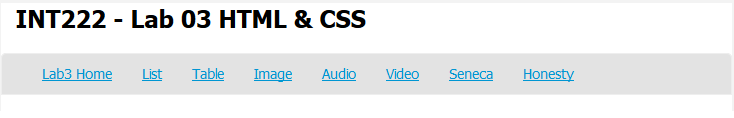 INT222 - Lab 03 HTML & CSS
Lab3 Home List Table Image Audio Video Seneca Honesty